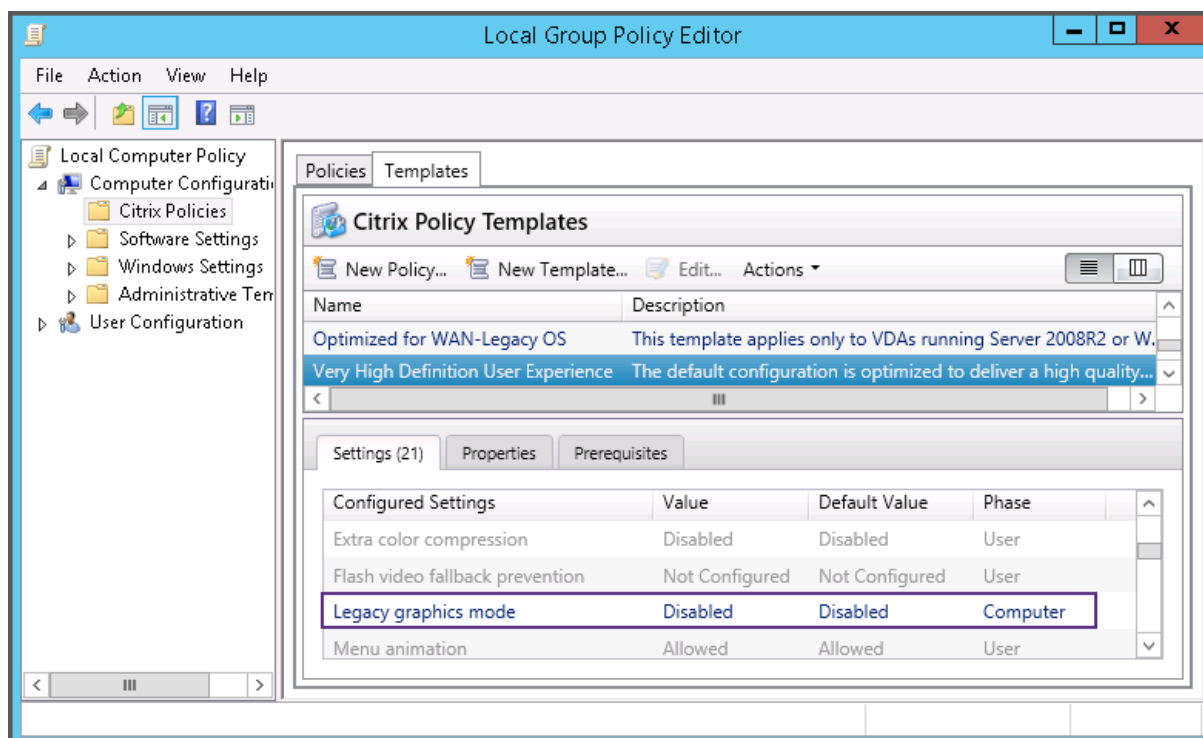 Local Group Policy Editor
File Action View Help
Local Computer Policy
Computer Configurati
Citrix Policies
Software Settings
Windows Settings
Administrative Tem
User Configuration
Policies Templates
Citrix Policy Templates
New Policy... New Template... Edit... Actions
Name Description
Optimized for WAN-Legacy OS This template applies only to VDAs running Server 2008R2 or W.
Very High Definition User Experience The default configuration is optimized to deliver a high quality...
Settings (21) Properties Prerequisites
Configured Settings Value Default Value Phase
Extra color compression Disabled Disabled User
Flash video fallback prevention Not Configured Not Configured User
Legacy graphics mode Disabled Disabled Computer
Menu animation Allowed Allowed User